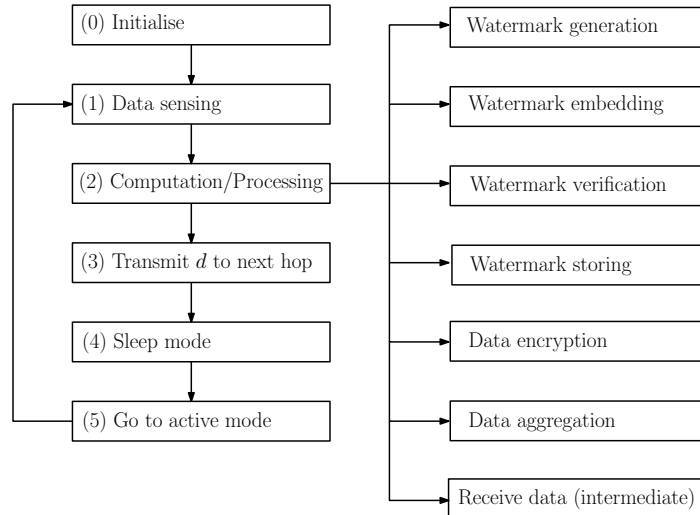 (0) Initialise
(1) Data sensing
(2) Computation/Processing
(3) Transmit d to next hop
(4) Sleep mode
(5) Go to active mode
Watermark generation
Watermark embedding
Watermark verification
Watermark storing
Data encryption
Data aggregation
Receive data (intermediate)